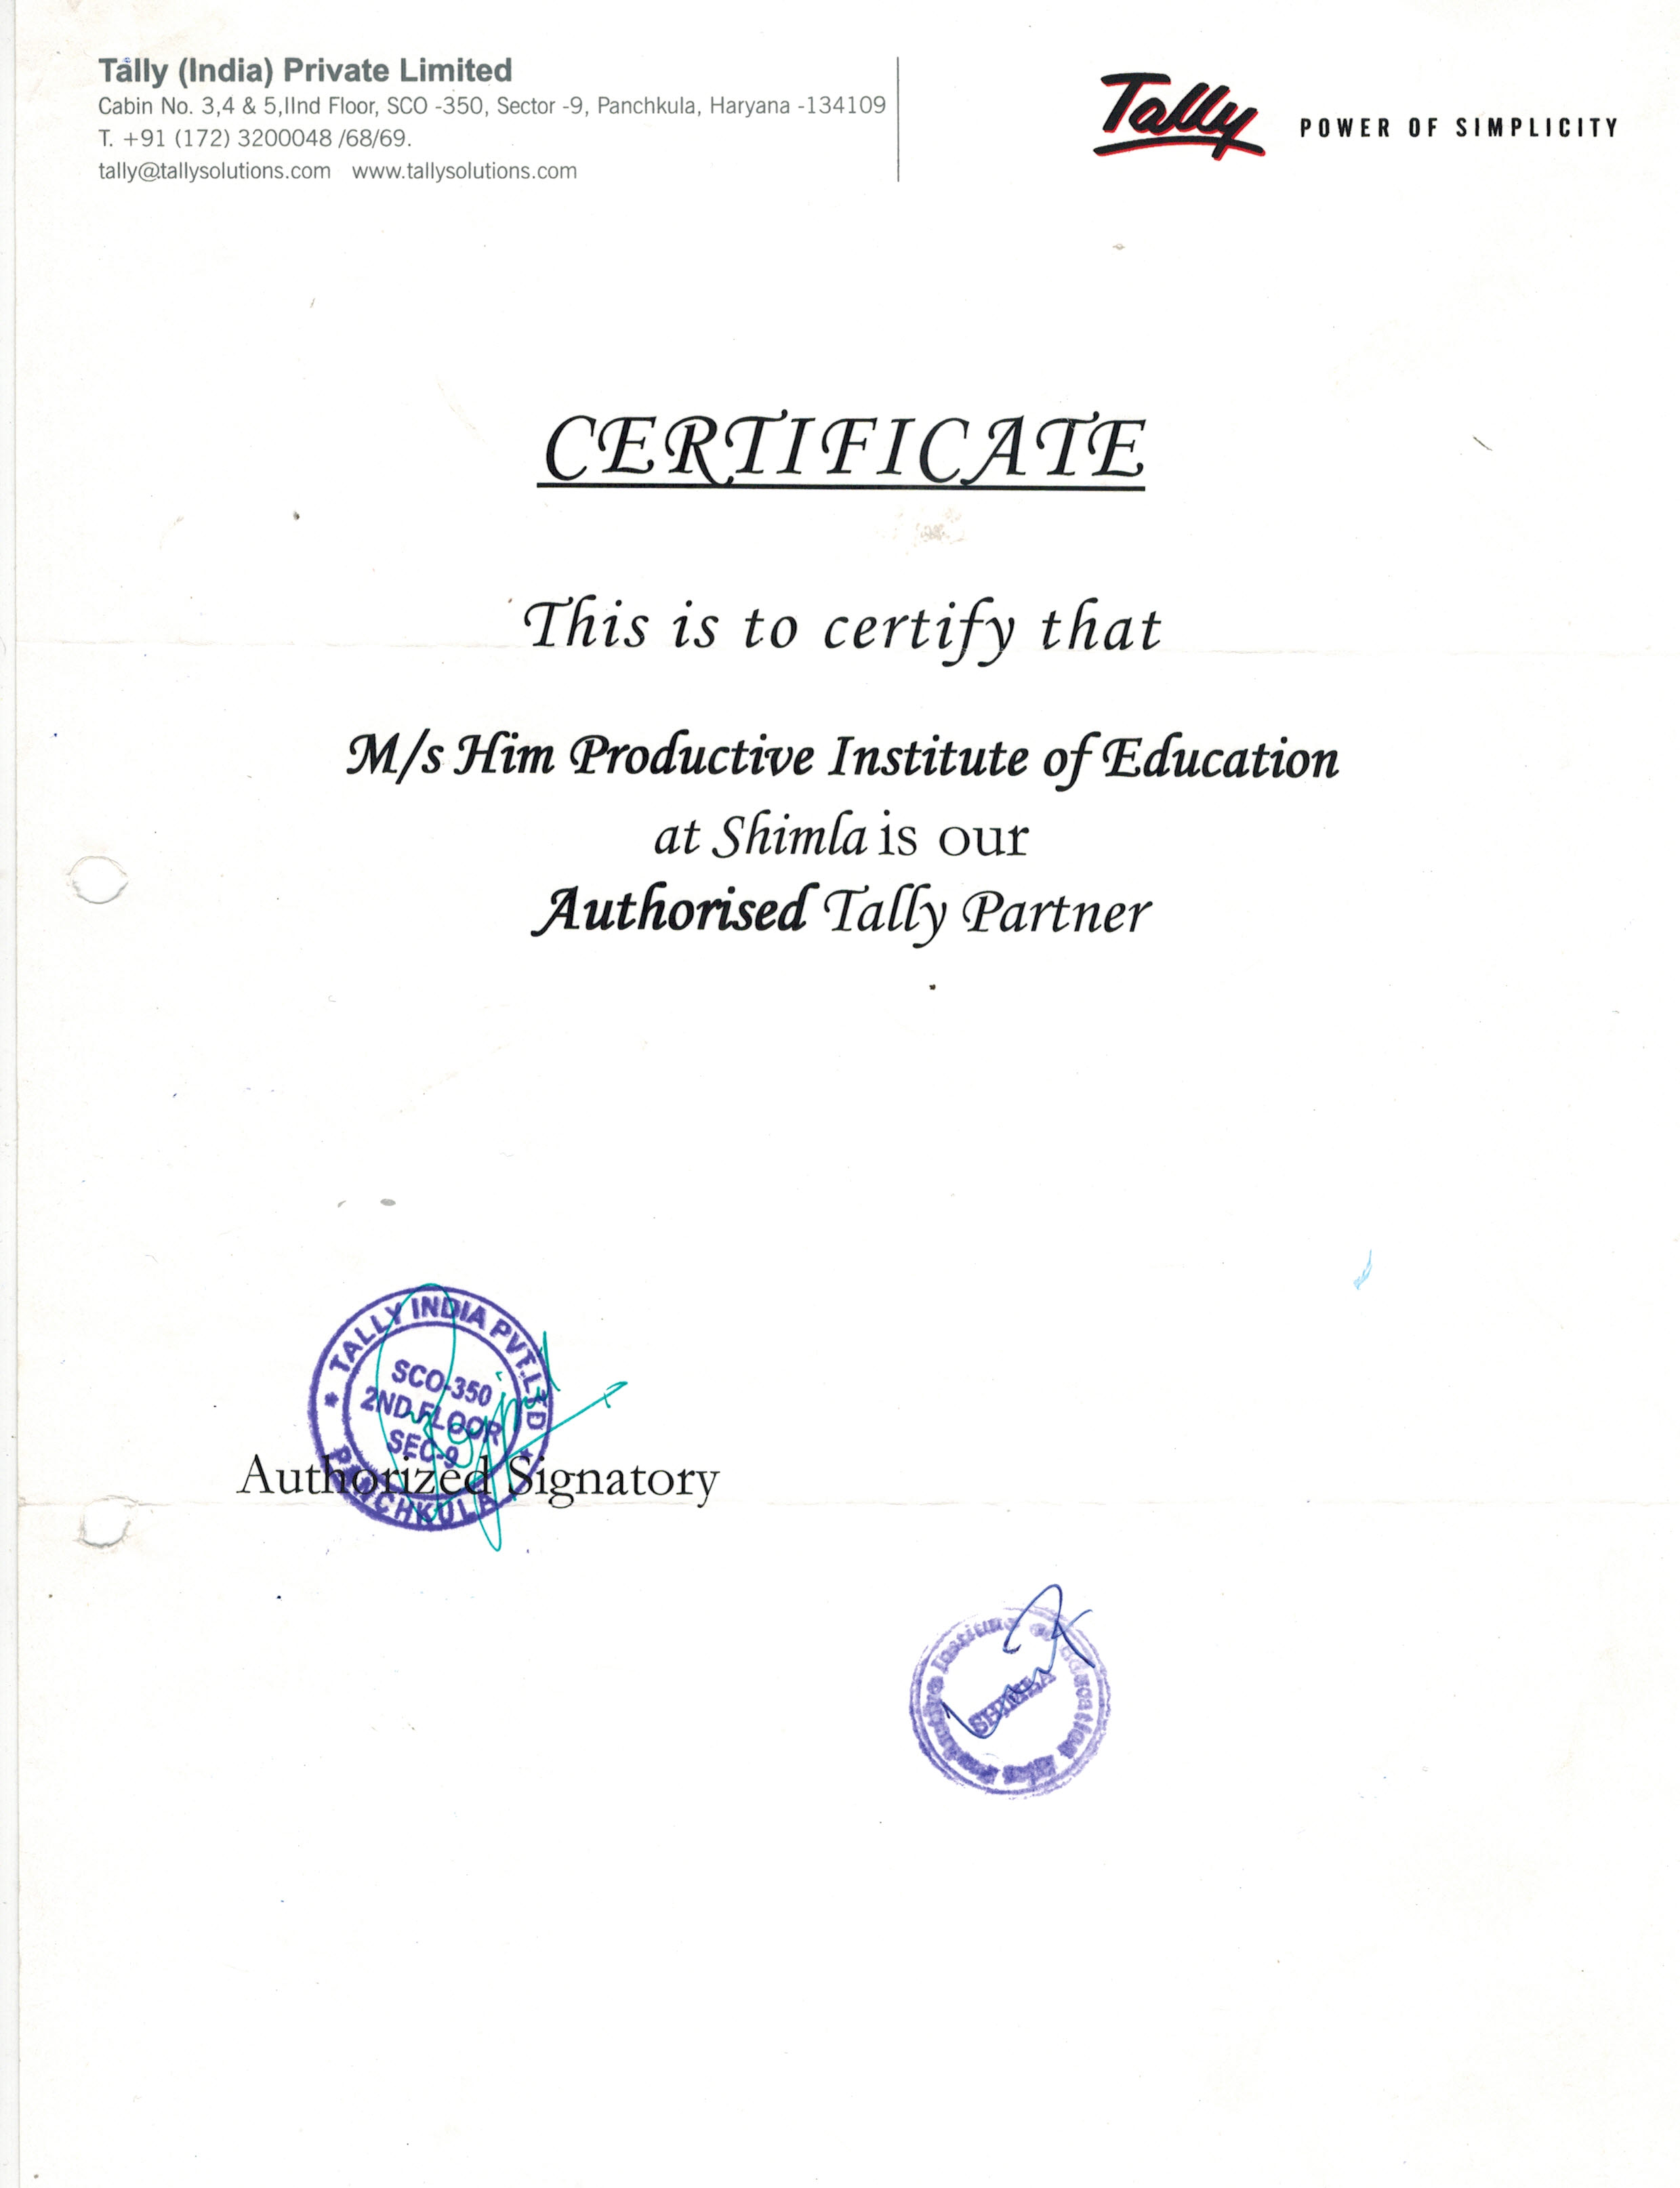 Tally (India) Private Limited
Cabin No. 3,4 & 5,IInd Floor, SCO -350, Sector -9, Panchkula, Haryana -134109
T. +91 (172) 3200048 /68/69.
tally@tallysolutions.com www.tallysolutions.com
Tally POWER OF SIMPLICITY
CERTIFICATE
This is to certify that
M/s Him Productive Institute of Education
at Shimla is our
Authorised Tally Partner
TALLY INDIA PVT.LTD
SCO-350
2ND.FLOOR
SEC-9
PANCHKULA
Authorized Signatory
Him Productive Institute of Education
SHIMLA